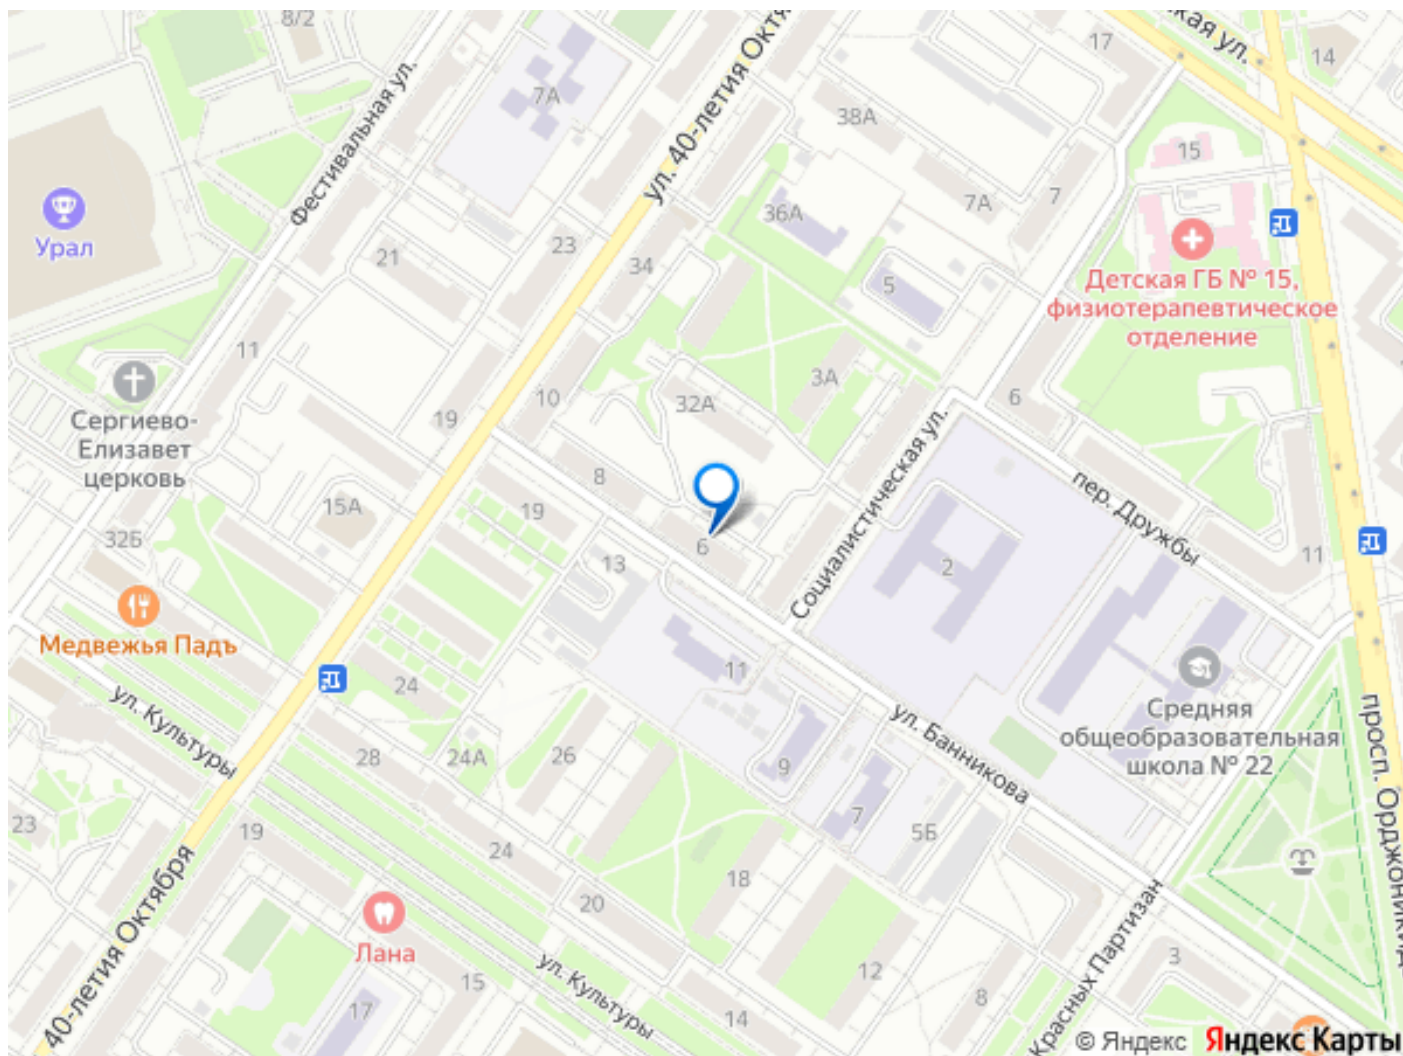 8/2
7А
Фестивальная ул.
ул. 40-летия Октя
17
кая ул.
14
38А
15
Урал
36А
7А
7
21
23
34
5
Детская ГБ № 15,
физиотерапевтическое
отделение
11
Сергиево-
Елизавет
церковь
19
10
32А
3А
6
Социалистическая ул.
пер. Дружбы
8
15А
19
32Б
6
13
2
11
Медвежья Падъ
24
11
ул. Культуры
ул. Банникова
Средняя
общеобразовательная
школа № 22
просп. Орджоникид
28
24А
26
9
7
5Б
23
19
24
18
20
40-летия Октября
Лана
15
17
ул. Культуры
14
12
8
Красных Партизан
3
© Яндекс Яндекс Карты